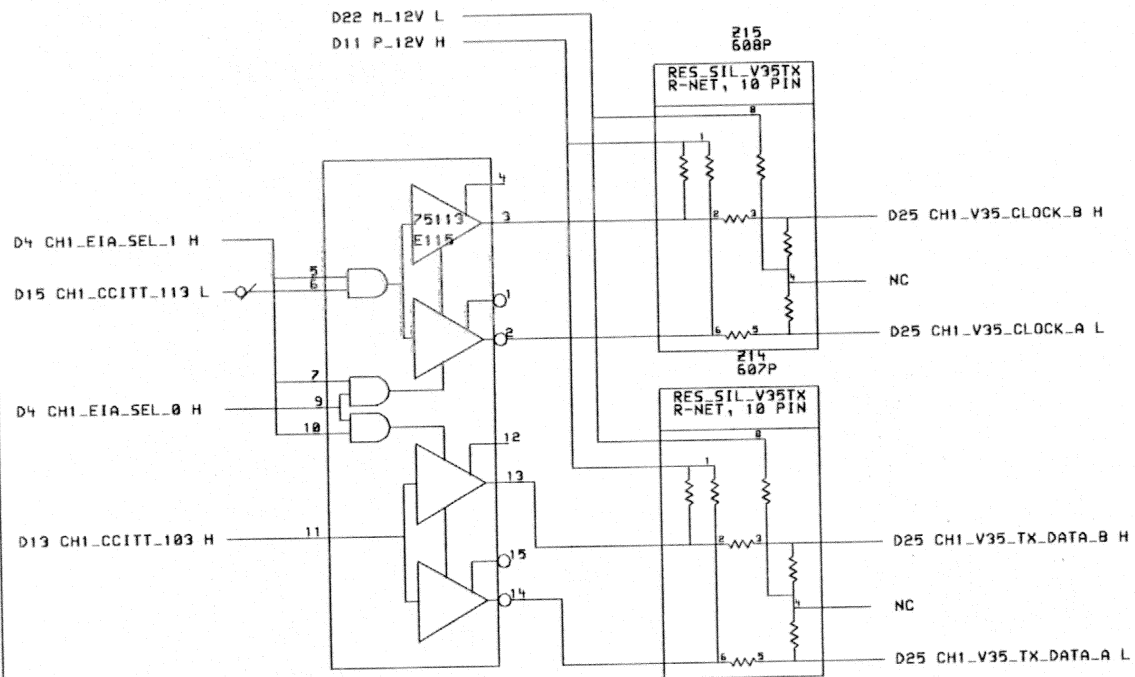 D22 M_12V L
D11 P_12V H
Z15
608P
RES_SIL_V35TX
R-NET, 10 PIN
8
1
4
75113
3
2 3
D25 CH1_V35_CLOCK_B H
E115
D4 CH1_EIA_SEL_1 H
5
6
D15 CH1_CCITT_113 L
4
NC
1
2
6 5
D25 CH1_V35_CLOCK_A L
Z14
607P
7
RES_SIL_V35TX
R-NET, 10 PIN
D4 CH1_EIA_SEL_0 H
9
10
8
12
1
13
D13 CH1_CCITT_103 H
11
2 3
D25 CH1_V35_TX_DATA_B H
15
14
4
NC
6 5
D25 CH1_V35_TX_DATA_A L